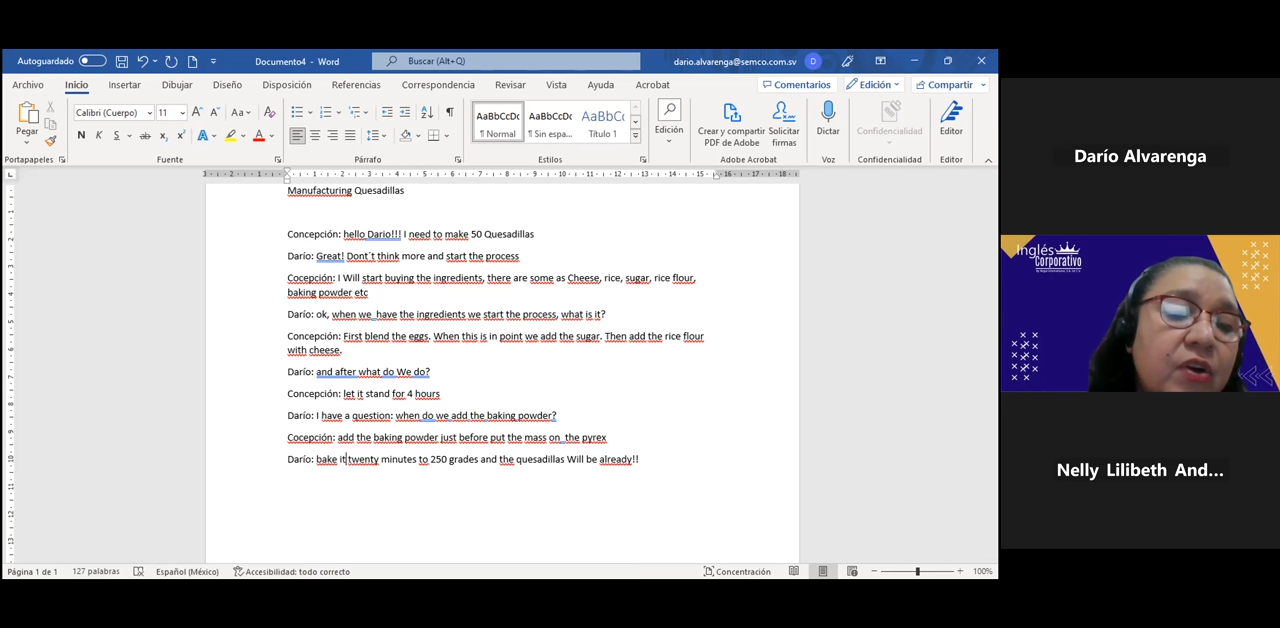 Autoguardado
Documento4 - Word
Buscar (Alt+Q)
dario.alvarenga@semco.com.sv
D
Archivo Inicio Insertar Dibujar Diseño Disposición Referencias Correspondencia Revisar Vista Ayuda Acrobat
Comentarios Edición Compartir
Pegar
Calibri (Cuerpo) 11
N K S
AaBbCcDc AaBbCcDc AaBbCc
¶ Normal ¶ Sin espa... Título 1
Edición
Crear y compartir PDF de Adobe
Solicitar firmas
Dictar
Confidencialidad
Editor
Portapapeles Fuente Párrafo Estilos Adobe Acrobat Voz Confidencialidad Editor
Manufacturing Quesadillas
Concepción: hello Dario!!! I need to make 50 Quesadillas
Darío: Great! Dont´t think more and start the process
Cocepción: I Will start buying the ingredients, there are some as Cheese, rice, sugar, rice flour,
baking powder etc
Darío: ok, when we have the ingredients we start the process, what is it?
Concepción: First blend the eggs. When this is in point we add the sugar. Then add the rice flour
with cheese.
Darío: and after what do We do?
Concepción: let it stand for 4 hours
Darío: I have a question: when do we add the baking powder?
Cocepción: add the baking powder just before put the mass on the pyrex
Darío: bake it twenty minutes to 250 grades and the quesadillas Will be already!!
Página 1 de 1 127 palabras Español (México) Accesibilidad: todo correcto
Concentración
100%
Darío Alvarenga
Inglés
Corporativo
Nelly Lilibeth And...